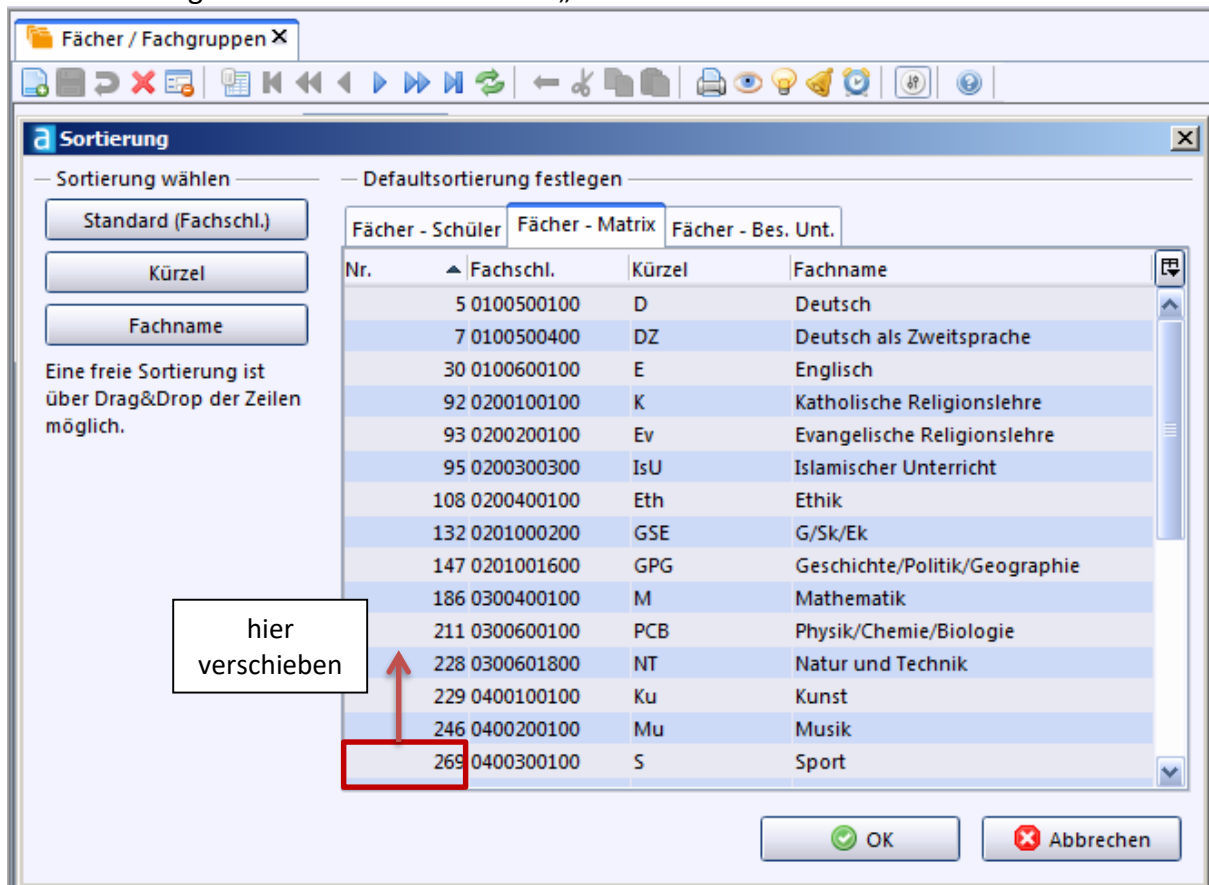 Fächer / Fachgruppen
Sortierung
Sortierung wählen
Defaultsortierung festlegen
Standard (Fachschl.)
Kürzel
Fachname
Eine freie Sortierung ist
über Drag&Drop der Zeilen
möglich.
Fächer - Schüler Fächer - Matrix Fächer - Bes. Unt.
Nr. Fachschl. Kürzel Fachname
5 0100500100 D Deutsch
7 0100500400 DZ Deutsch als Zweitsprache
30 0100600100 E Englisch
92 0200100100 K Katholische Religionslehre
93 0200200100 Ev Evangelische Religionslehre
95 0200300300 IsU Islamischer Unterricht
108 0200400100 Eth Ethik
132 0201000200 GSE G/Sk/Ek
147 0201001600 GPG Geschichte/Politik/Geographie
186 0300400100 M Mathematik
211 0300600100 PCB Physik/Chemie/Biologie
228 0300601800 NT Natur und Technik
229 0400100100 Ku Kunst
246 0400200100 Mu Musik
269 0400300100 S Sport
hier
verschieben
OK Abbrechen